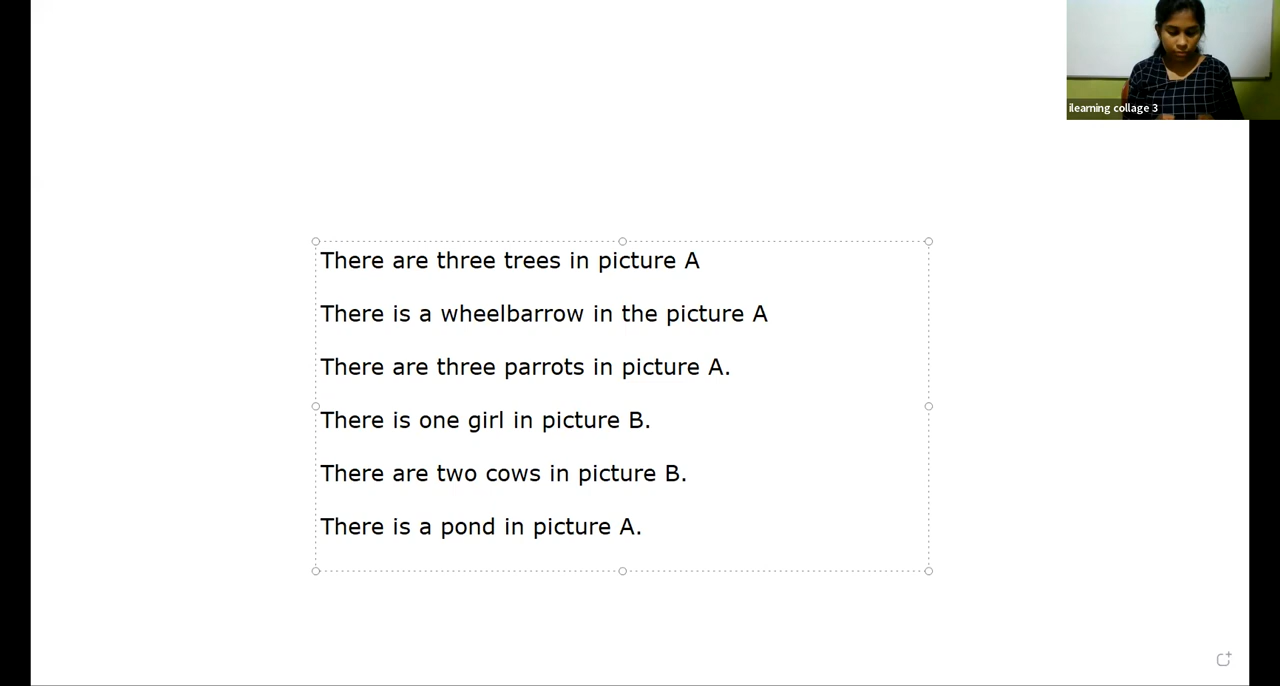 ilearning collage 3
There are three trees in picture A
There is a wheelbarrow in the picture A
There are three parrots in picture A.
There is one girl in picture B.
There are two cows in picture B.
There is a pond in picture A.